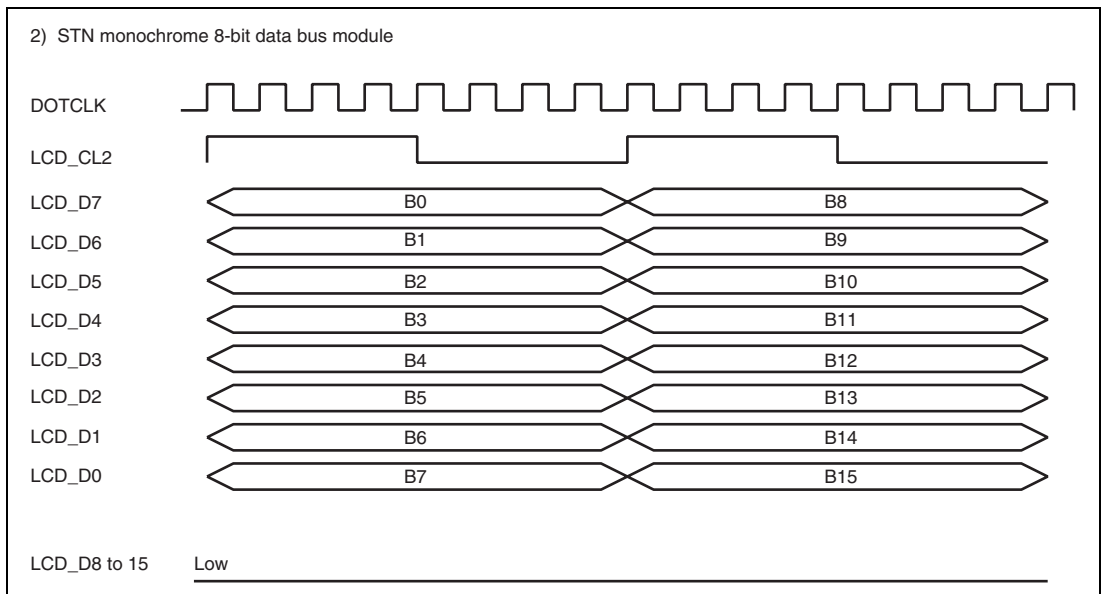 2) STN monochrome 8-bit data bus module
DOTCLK
LCD_CL2
LCD_D7 B0 B8
LCD_D6 B1 B9
LCD_D5 B2 B10
LCD_D4 B3 B11
LCD_D3 B4 B12
LCD_D2 B5 B13
LCD_D1 B6 B14
LCD_D0 B7 B15
LCD_D8 to 15 Low